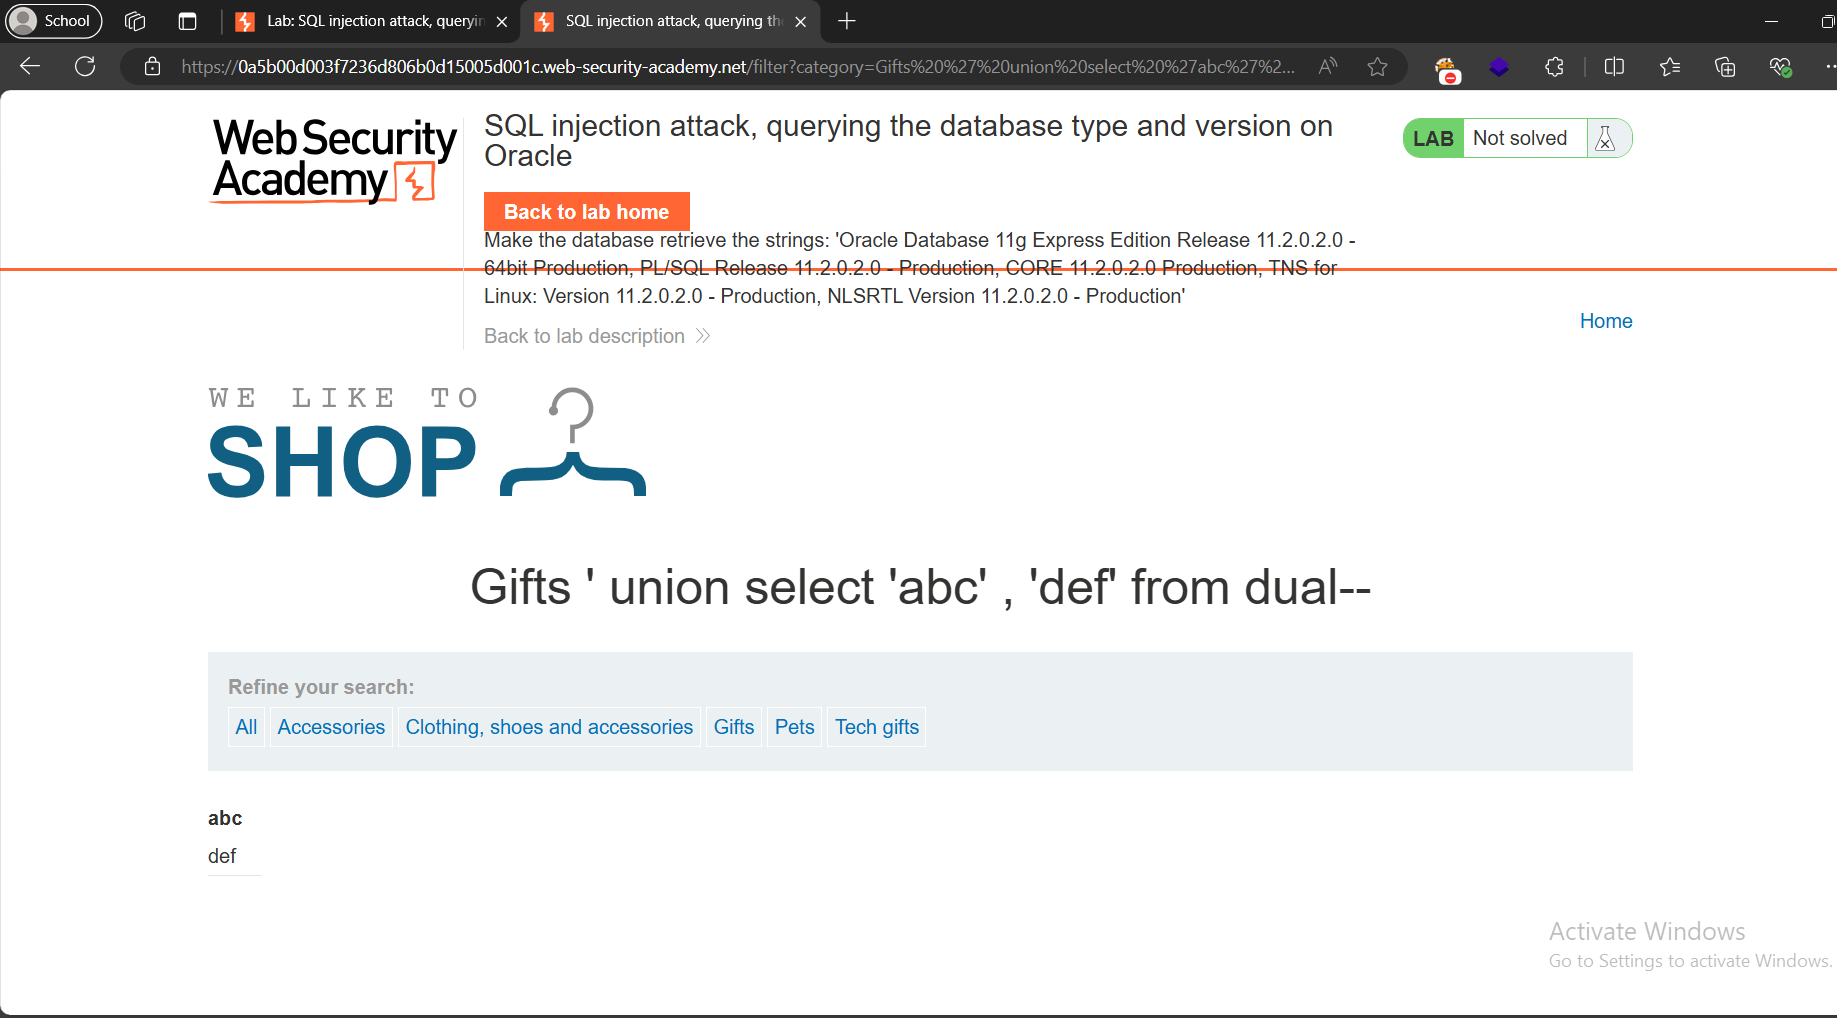 School
Lab: SQL injection attack, queryin
SQL injection attack, querying th
https://0a5b00d003f7236d806b0d15005d001c.web-security-academy.net/filter?category=Gifts%20%27%20union%20select%20%27abc%27%2...
WebSecurity
Academy
SQL injection attack, querying the database type and version on
Oracle
LAB Not solved
Back to lab home
Make the database retrieve the strings: 'Oracle Database 11g Express Edition Release 11.2.0.2.0 -
64bit Production, PL/SQL Release 11.2.0.2.0 - Production, CORE 11.2.0.2.0 Production, TNS for
Linux: Version 11.2.0.2.0 - Production, NLSRTL Version 11.2.0.2.0 - Production'
Back to lab description
Home
WE LIKE TO
SHOP
Gifts ' union select 'abc' , 'def' from dual--
Refine your search:
All Accessories Clothing, shoes and accessories Gifts Pets Tech gifts
abc
def
Activate Windows
Go to Settings to activate Windows.